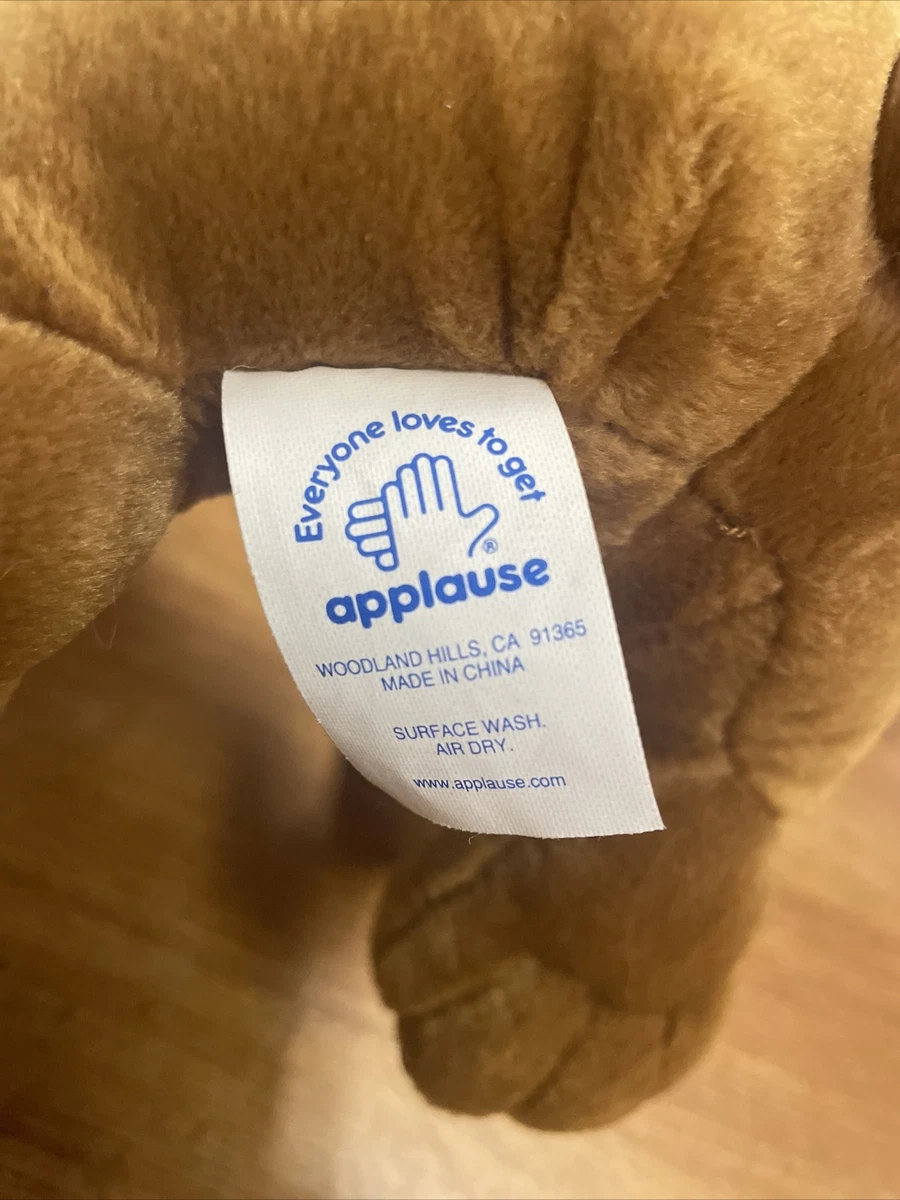 Everyone loves to get
®
applause
WOODLAND HILLS, CA 91365
MADE IN CHINA
SURFACE WASH.
AIR DRY.
www.applause.com